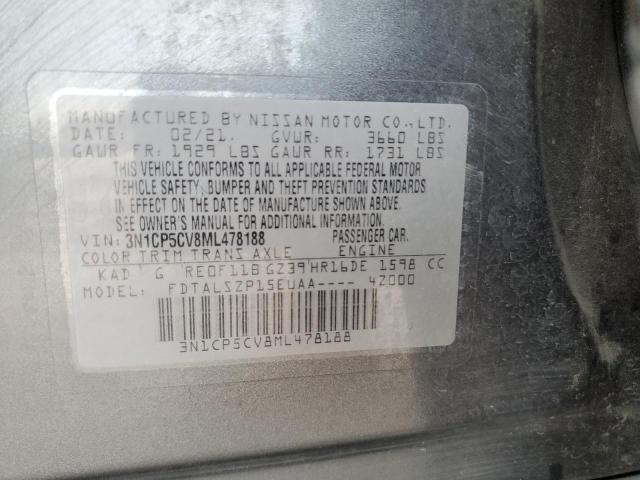 MANUFACTURED BY NISSAN MOTOR CO., LTD.
DATE: 02/21. GVWR: 3660 LBS
GAWR FR: 1929 LBS GAWR RR: 1731 LBS
THIS VEHICLE CONFORMS TO ALL APPLICABLE FEDERAL MOTOR
VEHICLE SAFETY, BUMPER AND THEFT PREVENTION STANDARDS
IN EFFECT ON THE DATE OF MANUFACTURE SHOWN ABOVE.
SEE OWNER'S MANUAL FOR ADDITIONAL INFORMATION.
VIN: 3N1CP5CV8ML478188 PASSENGER CAR.
COLOR TRIM TRANS AXLE ENGINE
KAD G RE0F11B GZ39 HR16DE 1598 CC
MODEL: FDTALSZP15EUAA---- 4Z000
3N1CP5CV8ML478188